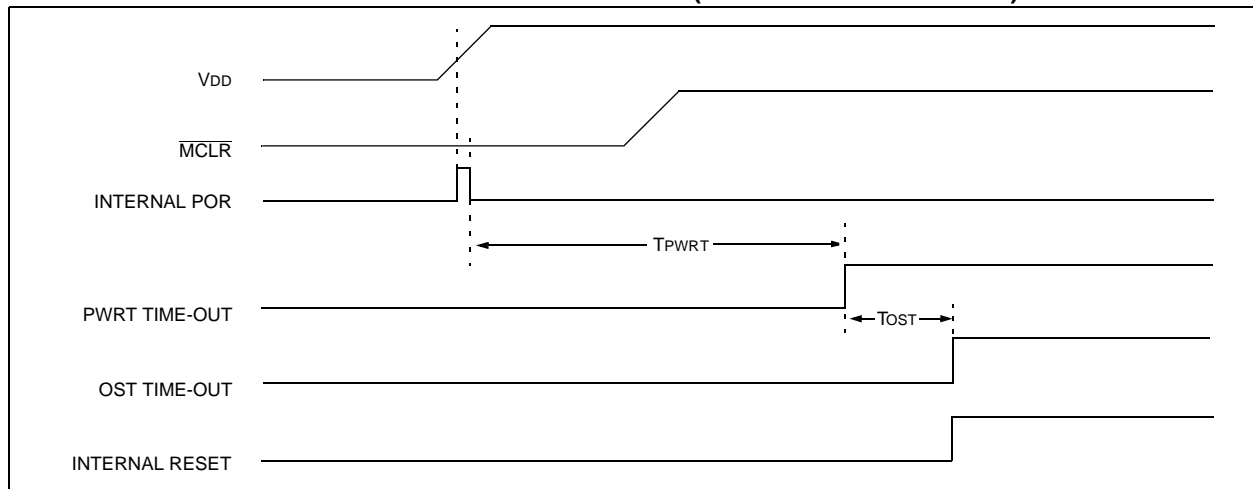 VDD
MCLR
INTERNAL POR
TPWRT
PWRT TIME-OUT
TOST
OST TIME-OUT
INTERNAL RESET